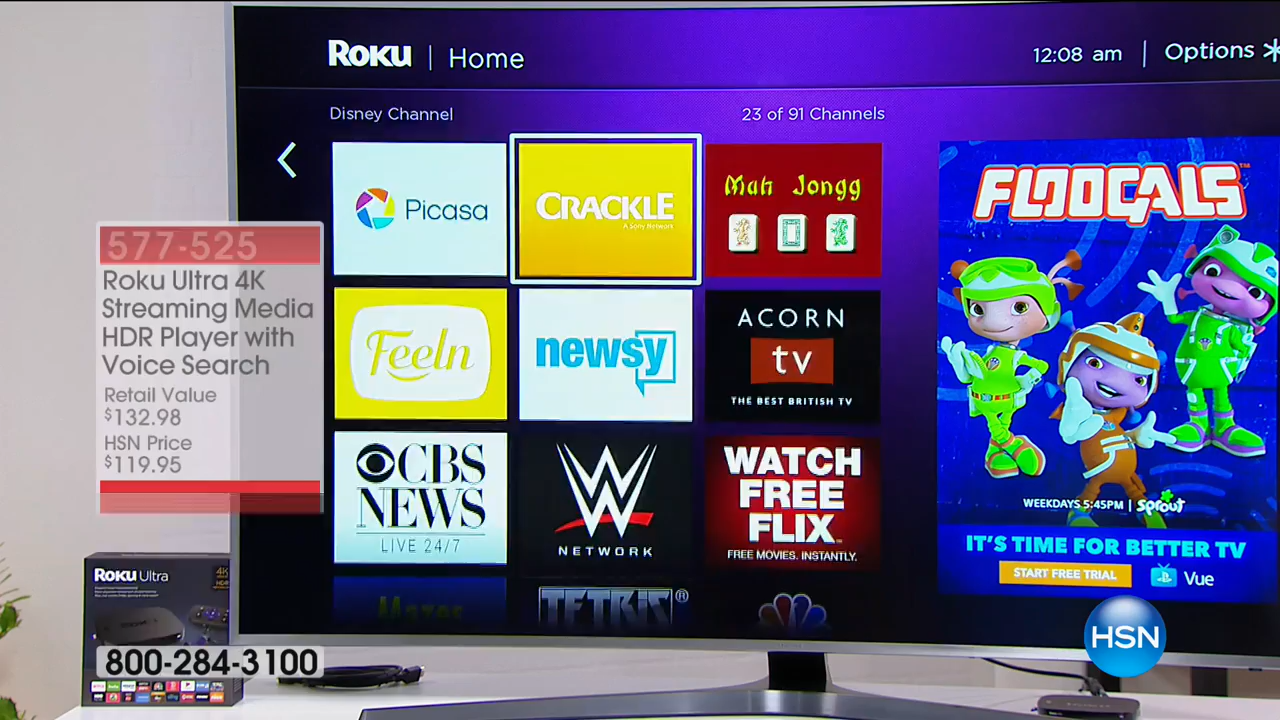 Roku | Home
12:08 am | Options
Disney Channel
23 of 91 Channels
Picasa
CRACKLE
A Sony Network
Mah Jongg
FLOOGALS
577-525
Roku Ultra 4K
Streaming Media
HDR Player with
Voice Search
Retail Value
$132.98
HSN Price
$119.95
Feeln
newsy
ACORN
tv
THE BEST BRITISH TV
CBS
NEWS
LIVE 24/7
W
NETWORK
WATCH
FREE
FLIX
FREE MOVIES. INSTANTLY.
WEEKDAYS 5:45PM | Sprout
IT'S TIME FOR BETTER TV
START FREE TRIAL
Vue
TETRIS®
Roku Ultra
4K
HSN
800-284-3100